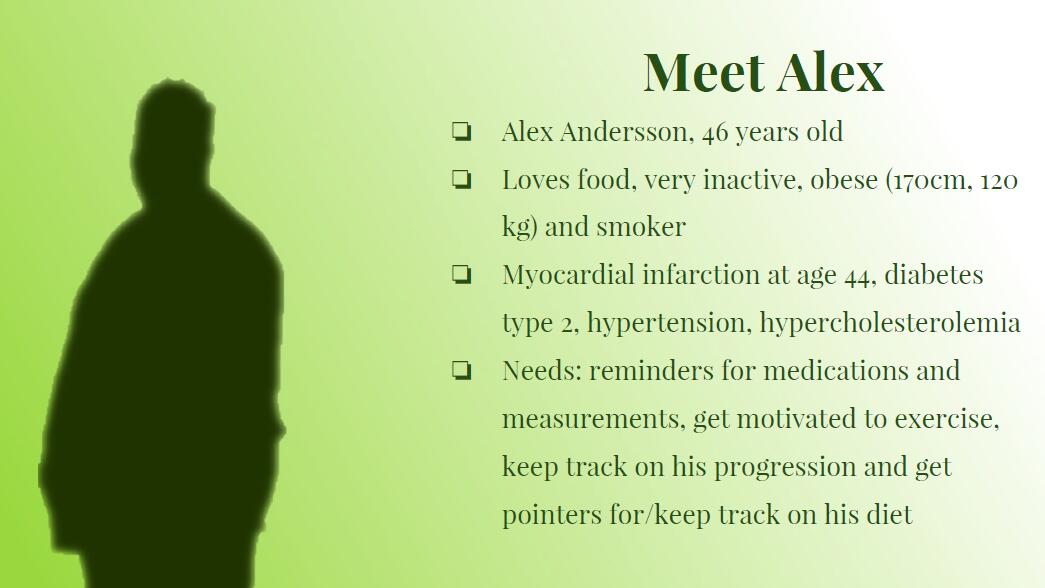 Meet Alex
❏ Alex Andersson, 46 years old
❏ Loves food, very inactive, obese (170cm, 120
kg) and smoker
❏ Myocardial infarction at age 44, diabetes
type 2, hypertension, hypercholesterolemia
❏ Needs: reminders for medications and
measurements, get motivated to exercise,
keep track on his progression and get
pointers for/keep track on his diet